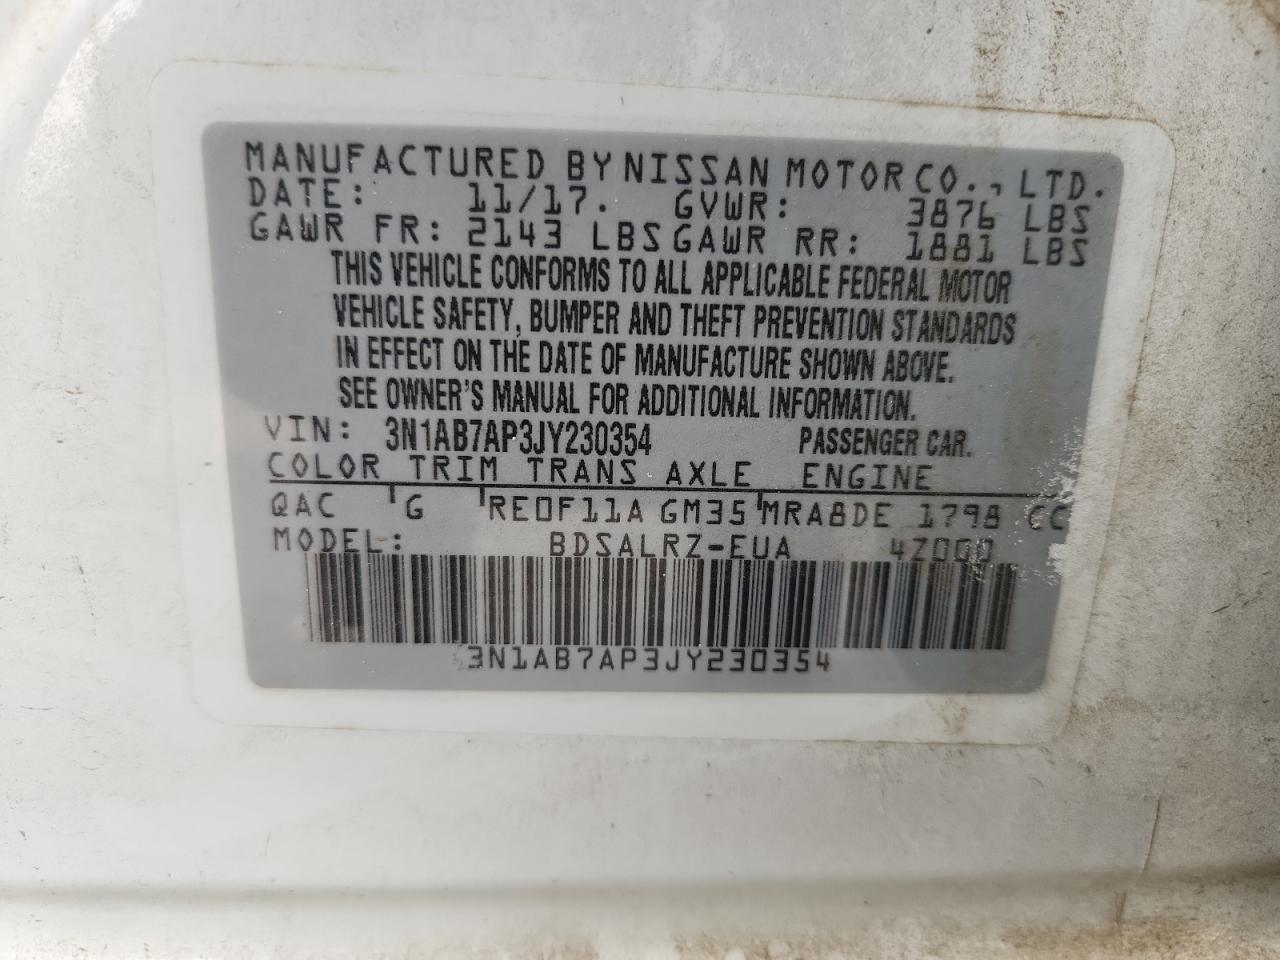 MANUFACTURED BY NISSAN MOTOR CO., LTD.
DATE: 11/17. GVWR: 3876 LBS
GAWR FR: 2143 LBS GAWR RR: 1881 LBS
THIS VEHICLE CONFORMS TO ALL APPLICABLE FEDERAL MOTOR
VEHICLE SAFETY, BUMPER AND THEFT PREVENTION STANDARDS
IN EFFECT ON THE DATE OF MANUFACTURE SHOWN ABOVE.
SEE OWNER'S MANUAL FOR ADDITIONAL INFORMATION.
VIN: 3N1AB7AP3JY230354 PASSENGER CAR.
COLOR TRIM TRANS AXLE ENGINE
QAC G RE0F11A GM35 MRA8DE 1798 CC
MODEL: BDSALRZ-EUA 4Z000
3N1AB7AP3JY230354